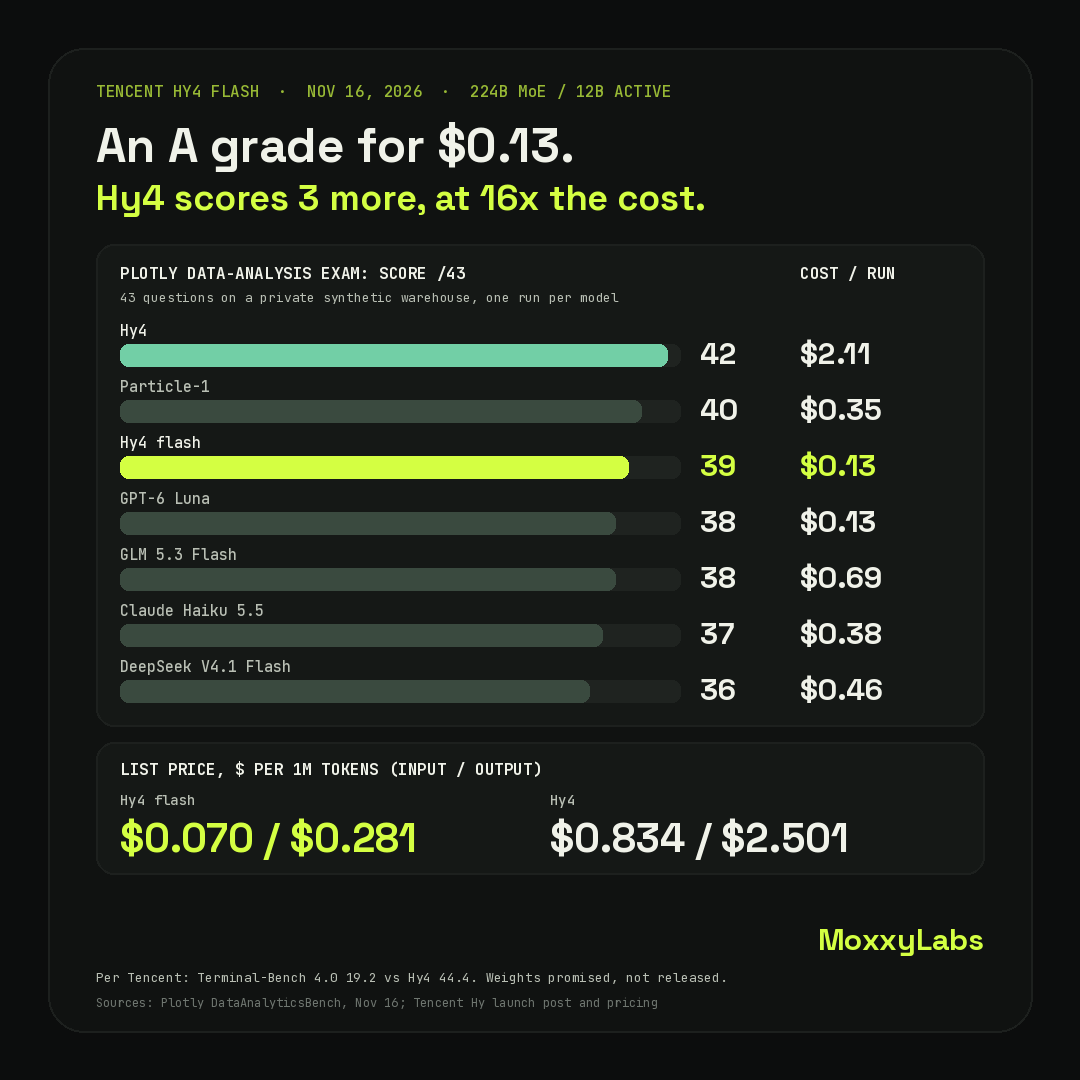 TENCENT HY4 FLASH · NOV 16, 2026 · 224B MoE / 12B ACTIVE
An A grade for $0.13.
Hy4 scores 3 more, at 16x the cost.
PLOTLY DATA-ANALYSIS EXAM: SCORE /43 COST / RUN
43 questions on a private synthetic warehouse, one run per model
Hy4
42 $2.11
Particle-1
40 $0.35
Hy4 flash
39 $0.13
GPT-6 Luna
38 $0.13
GLM 5.3 Flash
38 $0.69
Claude Haiku 5.5
37 $0.38
DeepSeek V4.1 Flash
36 $0.46
LIST PRICE, $ PER 1M TOKENS (INPUT / OUTPUT)
Hy4 flash Hy4
$0.070 / $0.281 $0.834 / $2.501
MoxxyLabs
Per Tencent: Terminal-Bench 4.0 19.2 vs Hy4 44.4. Weights promised, not released.
Sources: Plotly DataAnalyticsBench, Nov 16; Tencent Hy launch post and pricing